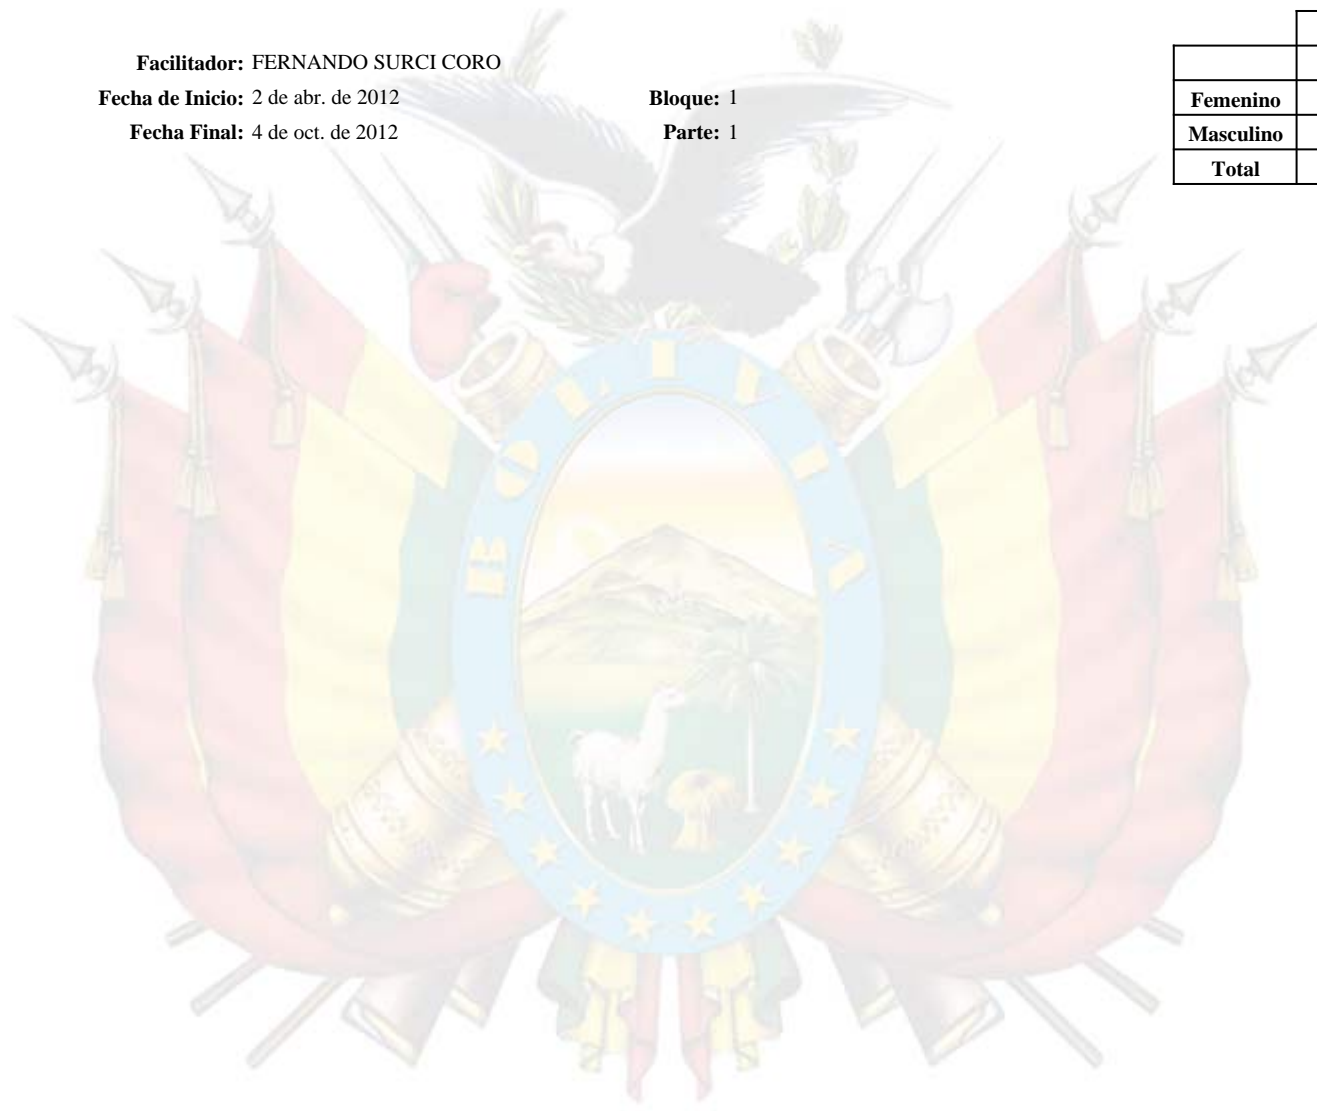 Facilitador: FERNANDO SURCI CORO
Fecha de Inicio: 2 de abr. de 2012 Bloque: 1
Fecha Final: 4 de oct. de 2012 Parte: 1
Femenino
Masculino
Total
BOLIVIA